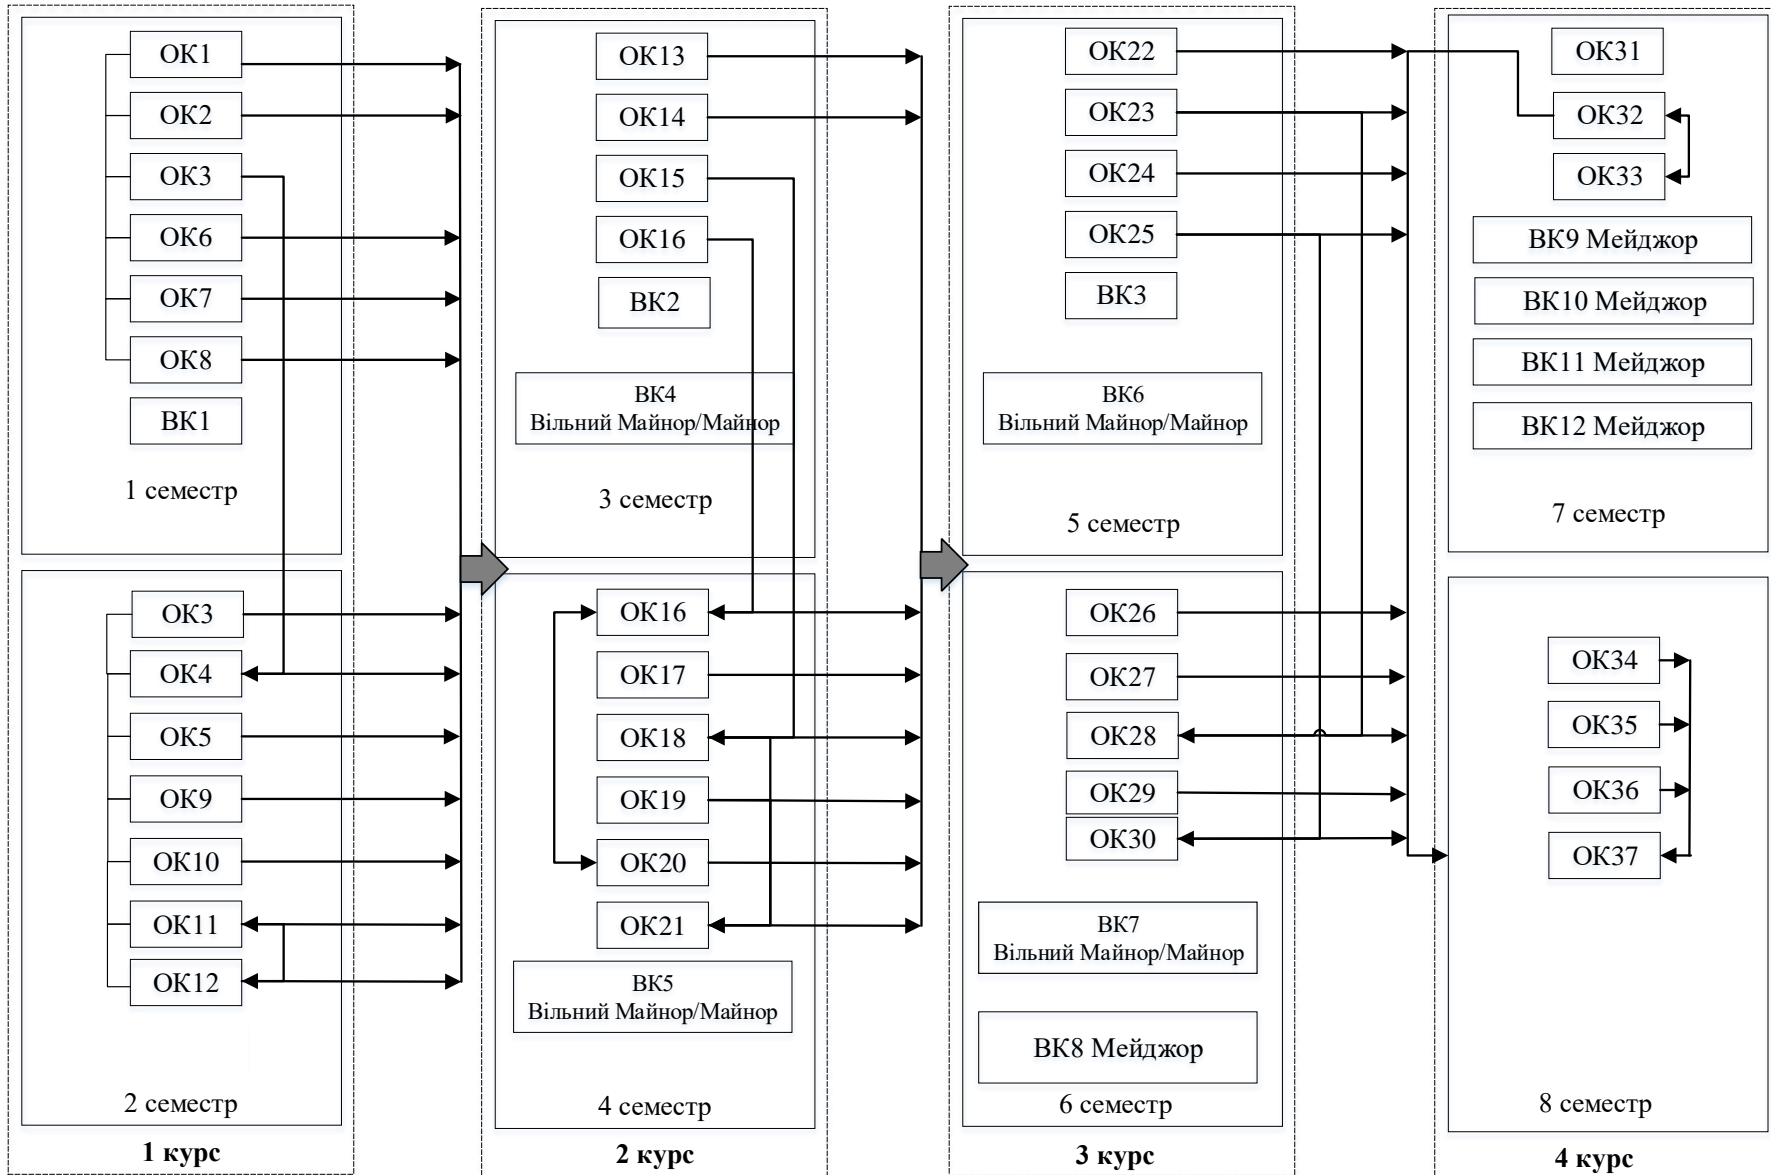 ОК1
ОК2
ОК3
ОК6
ОК7
ОК8
ВК1
1 семестр
ОК3
ОК4
ОК5
ОК9
ОК10
ОК11
ОК12
2 семестр
1 курс
ОК13
ОК14
ОК15
ОК16
ВК2
ВК4
Вільний Майнор/Майнор
3 семестр
ОК16
ОК17
ОК18
ОК19
ОК20
ОК21
ВК5
Вільний Майнор/Майнор
4 семестр
2 курс
ОК22
ОК23
ОК24
ОК25
ВК3
ВК6
Вільний Майнор/Майнор
5 семестр
ОК26
ОК27
ОК28
ОК29
ОК30
ВК7
Вільний Майнор/Майнор
ВК8 Мейджор
6 семестр
3 курс
ОК31
ОК32
ОК33
ВК9 Мейджор
ВК10 Мейджор
ВК11 Мейджор
ВК12 Мейджор
7 семестр
ОК34
ОК35
ОК36
ОК37
8 семестр
4 курс